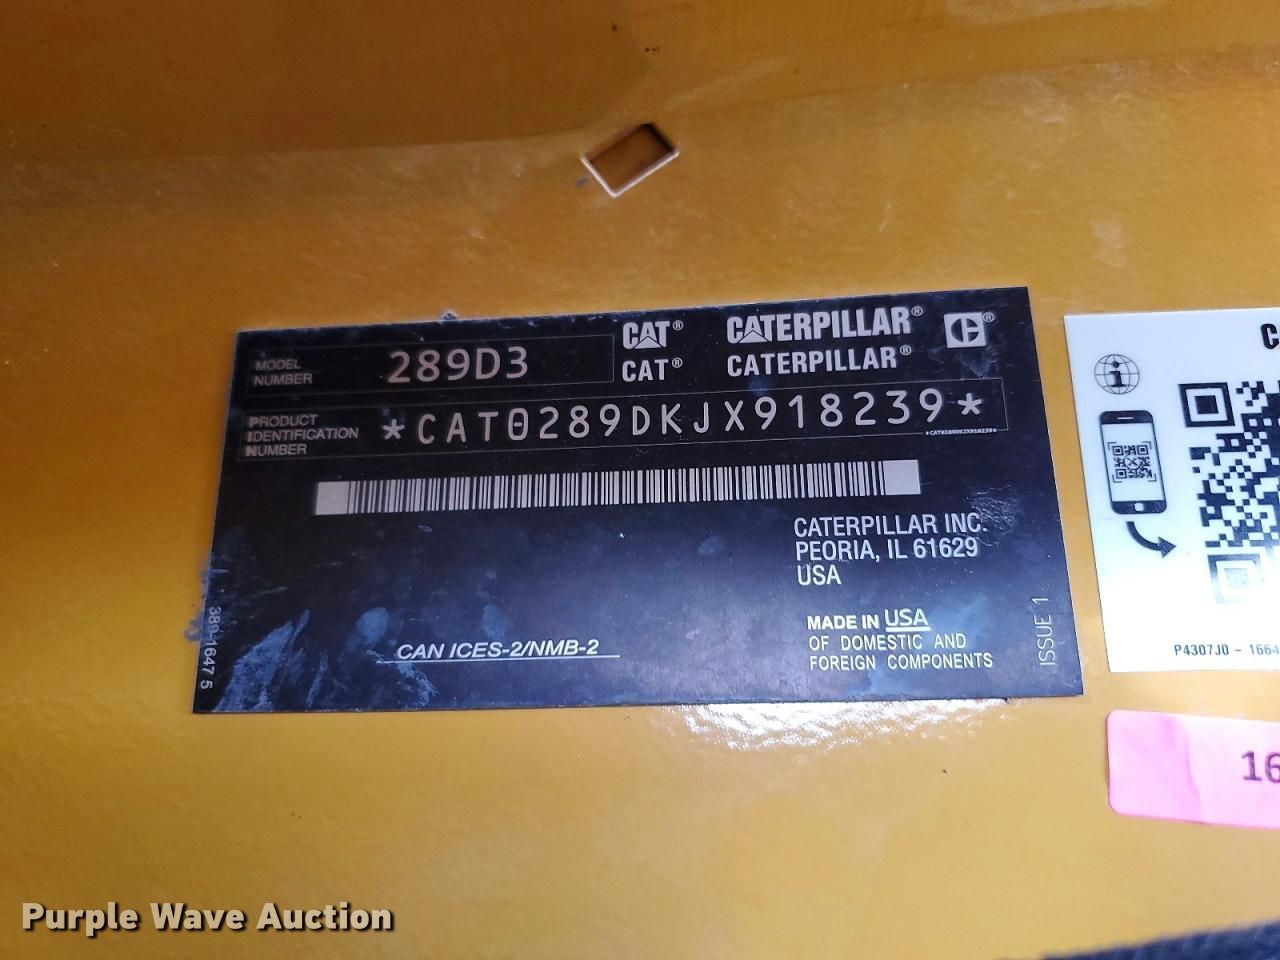 MODEL NUMBER 289D3
CAT® CATERPILLAR®
CAT® CATERPILLAR®
PRODUCT IDENTIFICATION NUMBER *CAT0289DKJX918239*
*CAT0289DKJX918239*
CATERPILLAR INC.
PEORIA, IL 61629
USA
MADE IN USA
OF DOMESTIC AND
FOREIGN COMPONENTS
CAN ICES-2/NMB-2
389-1647 5
ISSUE 1
P4307J0 - 1664
16
Purple Wave Auction